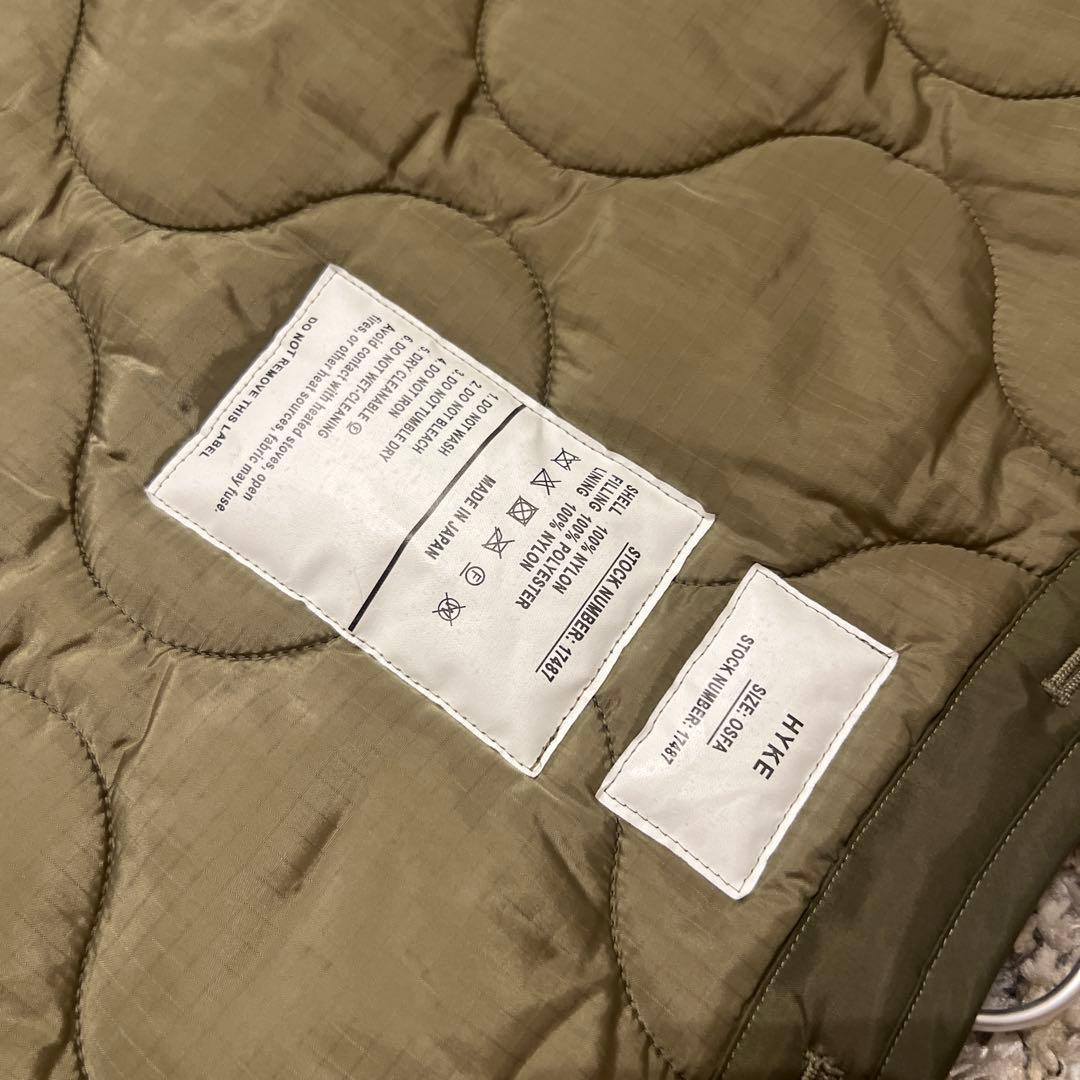 HYKE
SIZE: OSFA
STOCK NUMBER: 17487
STOCK NUMBER: 17487
SHELL 100% NYLON
FILLING 100% POLYESTER
LINING 100% NYLON
F
MADE IN JAPAN
1. DO NOT WASH
2. DO NOT BLEACH
3. DO NOT TUMBLE DRY
4. DO NOT IRON
5. DRY CLEANABLE Ⓕ
6. DO NOT WET-CLEANING
Avoid contact with heated stoves, open
fires, or other heat sources, fabric may fuse.
DO NOT REMOVE THIS LABEL